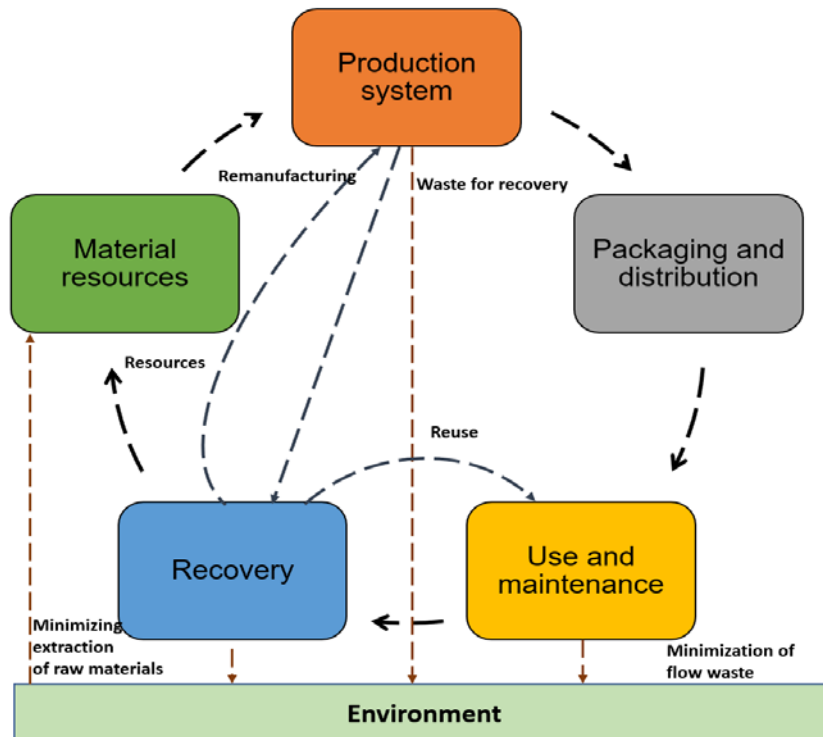 Production
system
Remanufacturing
Waste for recovery
Material
resources
Packaging and
distribution
Resources
Reuse
Recovery
Use and
maintenance
Minimizing
extraction
of raw materials
Minimization of
flow waste
Environment